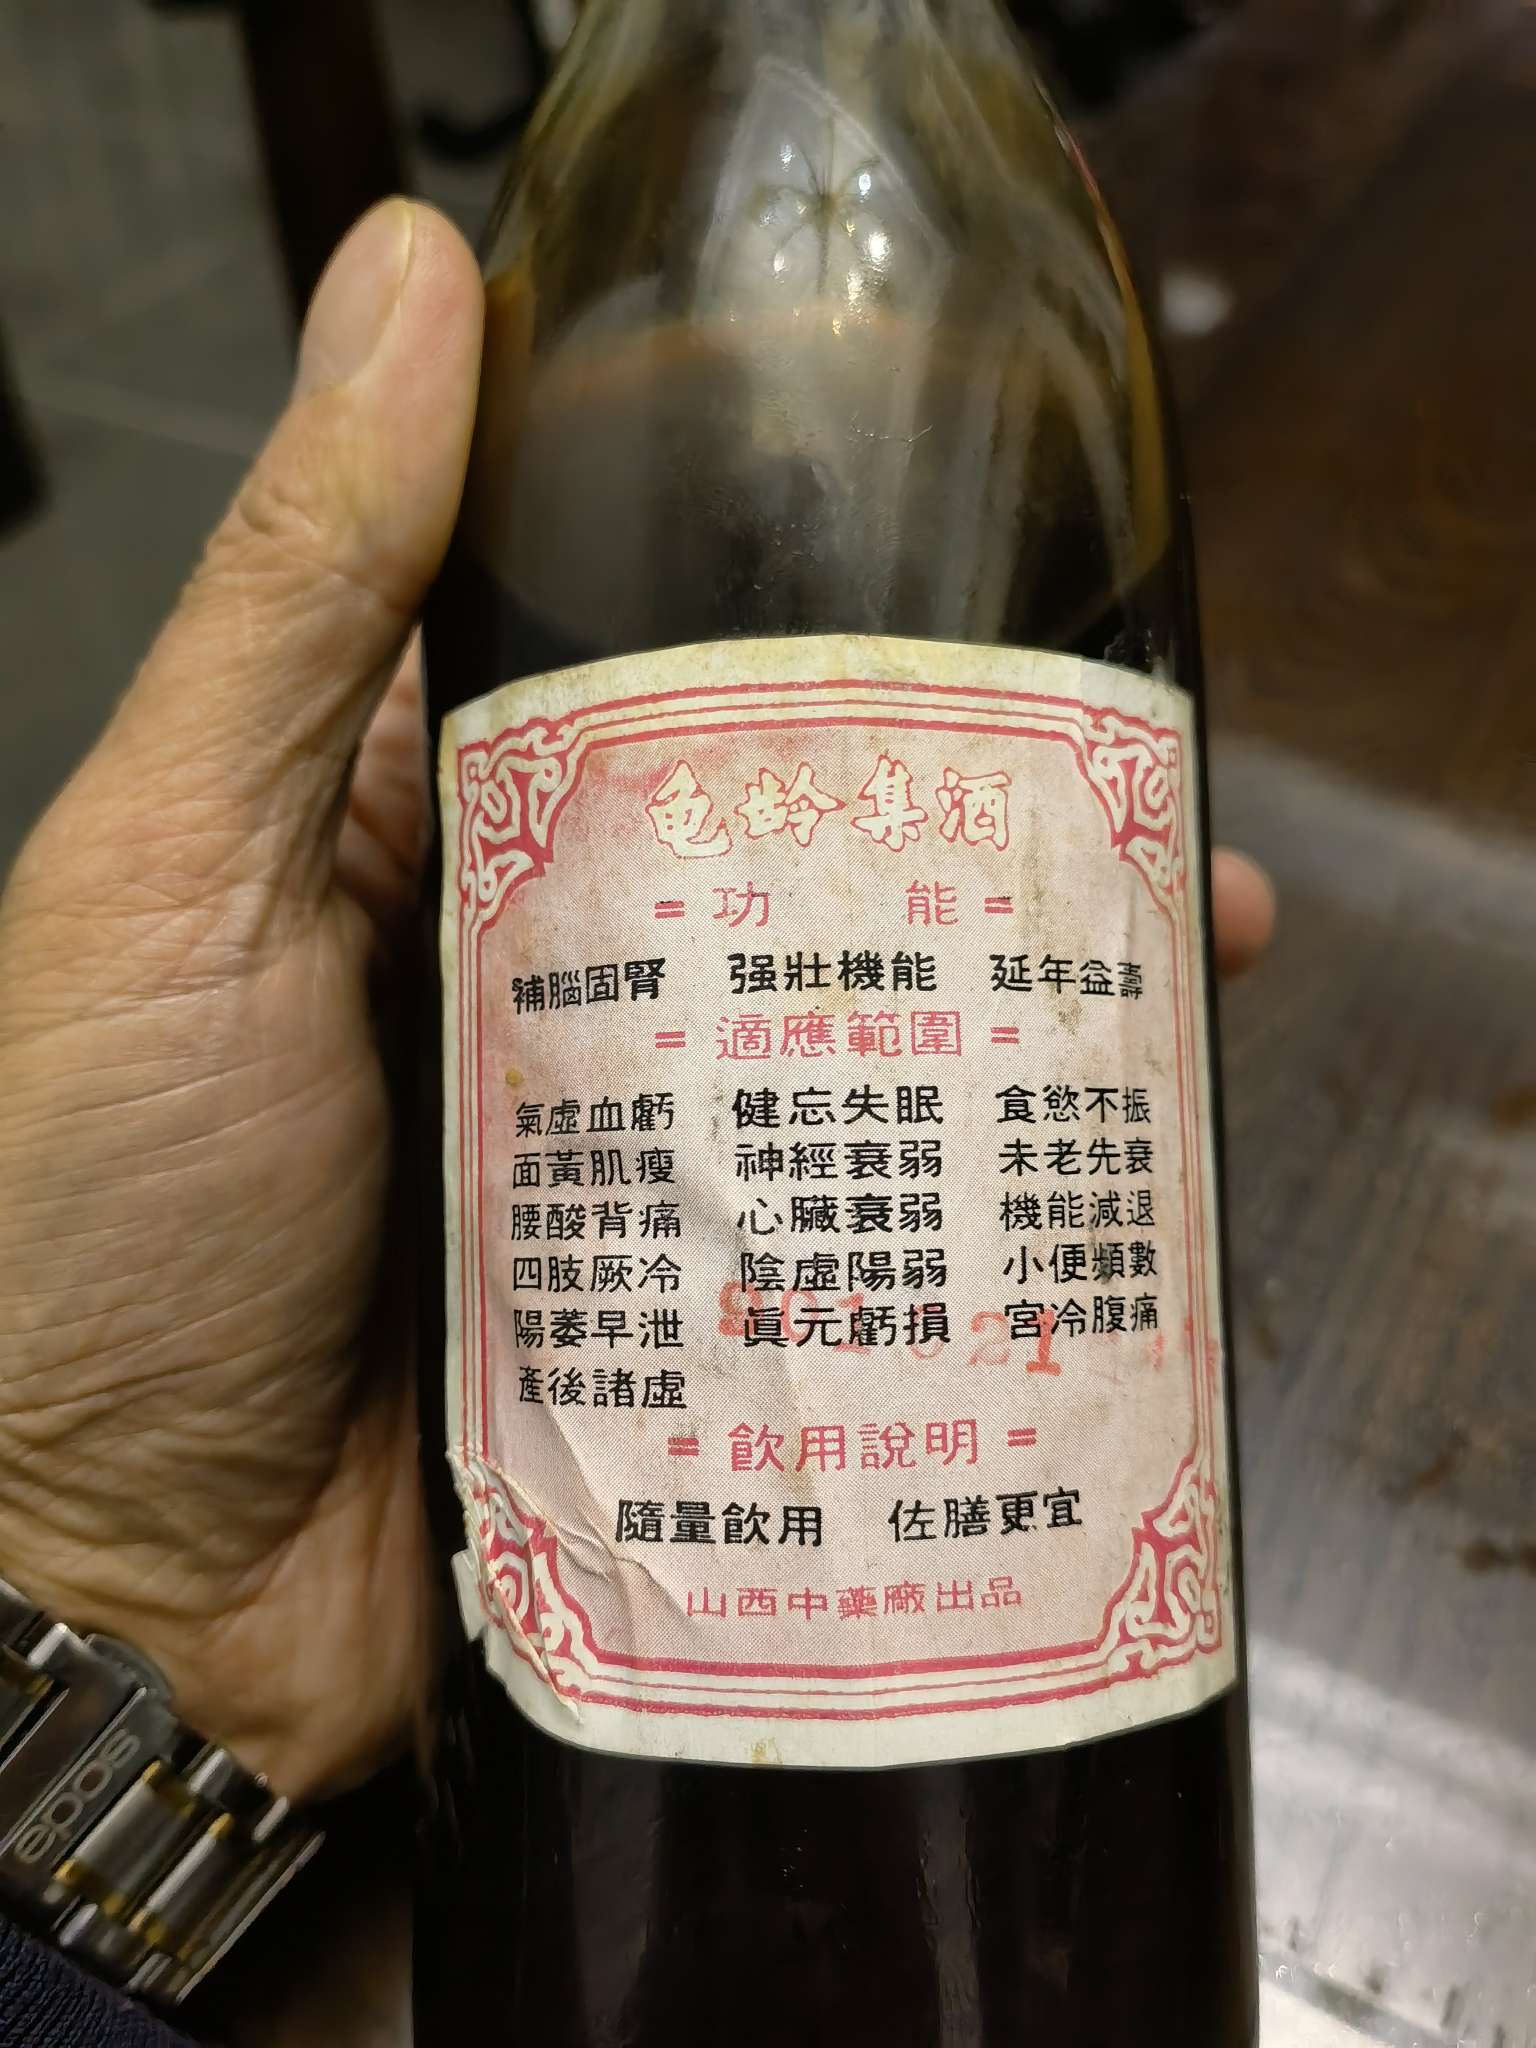 龟龄集酒
= 功 能 =
補腦固腎 强壯機能 延年益壽
= 適應範圍 =
氣虛血虧 健忘失眠 食慾不振
面黃肌瘦 神經衰弱 未老先衰
腰酸背痛 心臟衰弱 機能減退
四肢厥冷 陰虛陽弱 小便頻數
陽萎早泄 眞元虧損 宮冷腹痛
產後諸虛
= 飲用說明 =
隨量飲用 佐膳更宜
山西中藥廠出品
epos